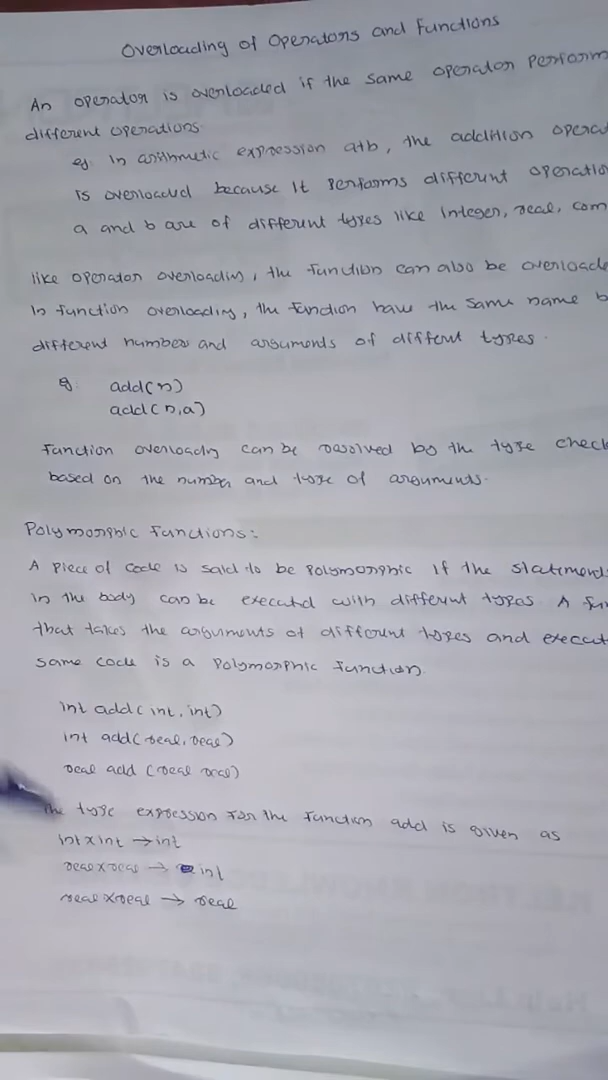 Overloading of Operators and Functions
An operator is overloaded if the same operator perform
different operations.
eg: In arithmetic expression a+b, the addition operat
is overloaded because it performs different operatio
a and b are of different types like Integer, real, com
like operator overloading, the function can also be overloade
In function overloading, the function have the same name b
different number and arguments of different types.
eg: add(n)
add(n,a)
Function overloading can be resolved by the type check
based on the number and type of arguments.
Polymorphic Functions:
A piece of code is said to be polymorphic if the statements
in the body can be executed with different types. A fun
that takes the arguments of different types and execut
same code is a Polymorphic function.
int add(int, int)
int add(real, real)
real add (real real)
The type expression for the function add is given as
int x int → int
real x real → int
real x real → real